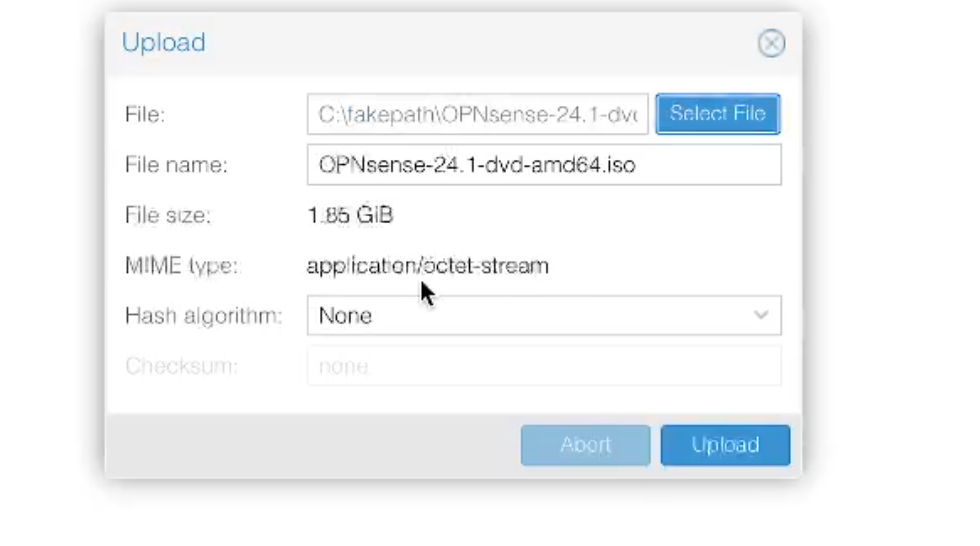 Upload
File: C:\fakepath\OPNsense-24.1-dvd Select File
File name: OPNsense-24.1-dvd-amd64.iso
File size: 1.85 GiB
MIME type: application/octet-stream
Hash algorithm: None
Checksum: none
Abort Upload